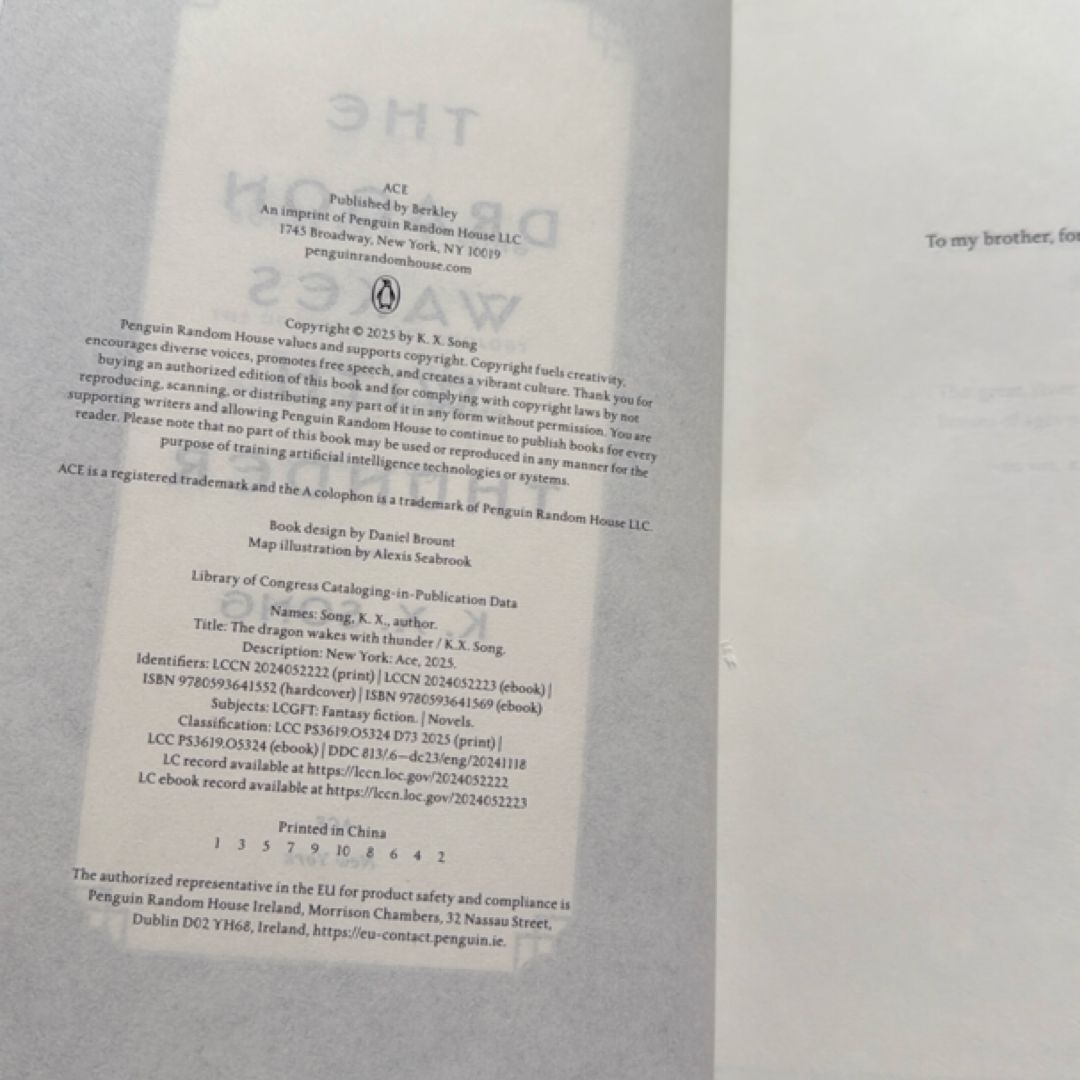 ACE
Published by Berkley
An imprint of Penguin Random House LLC
1745 Broadway, New York, NY 10019
penguinrandomhouse.com
Copyright © 2025 by K. X. Song
Penguin Random House values and supports copyright. Copyright fuels creativity,
encourages diverse voices, promotes free speech, and creates a vibrant culture. Thank you for
buying an authorized edition of this book and for complying with copyright laws by not
reproducing, scanning, or distributing any part of it in any form without permission. You are
supporting writers and allowing Penguin Random House to continue to publish books for every
reader. Please note that no part of this book may be used or reproduced in any manner for the
purpose of training artificial intelligence technologies or systems.
ACE is a registered trademark and the A colophon is a trademark of Penguin Random House LLC.
Book design by Daniel Brount
Map illustration by Alexis Seabrook
Library of Congress Cataloging-in-Publication Data
Names: Song, K. X., author.
Title: The dragon wakes with thunder / K.X. Song.
Description: New York: Ace, 2025.
Identifiers: LCCN 2024052222 (print) | LCCN 2024052223 (ebook) |
ISBN 9780593641552 (hardcover) | ISBN 9780593641569 (ebook)
Subjects: LCGFT: Fantasy fiction. | Novels.
Classification: LCC PS3619.O5324 D73 2025 (print) |
LCC PS3619.O5324 (ebook) | DDC 813/.6—dc23/eng/20241118
LC record available at https://lccn.loc.gov/2024052222
LC ebook record available at https://lccn.loc.gov/2024052223
Printed in China
1 3 5 7 9 10 8 6 4 2
The authorized representative in the EU for product safety and compliance is
Penguin Random House Ireland, Morrison Chambers, 32 Nassau Street,
Dublin D02 YH68, Ireland, https://eu-contact.penguin.ie.
To my brother, for